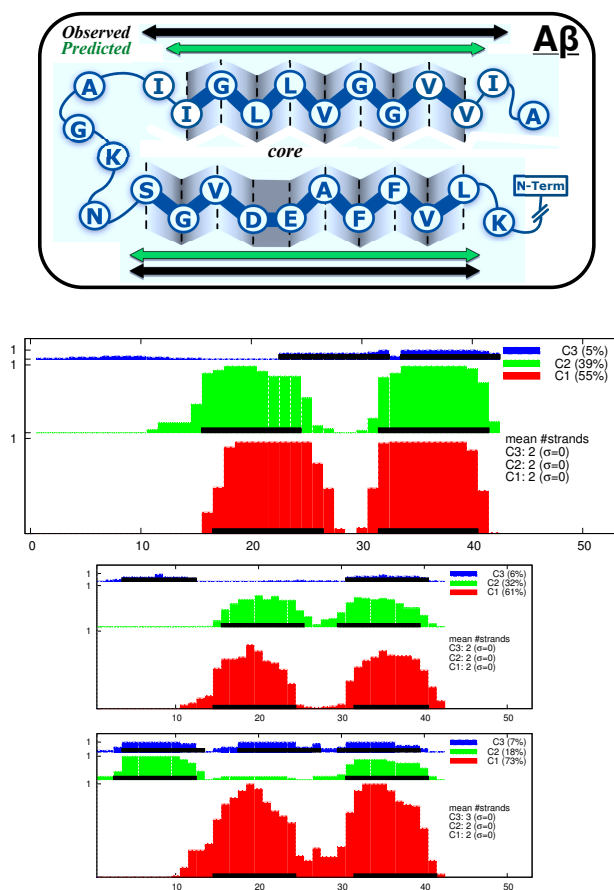 Observed
Predicted
Aβ
A I I G L L V G G V V I A
G
K
N
core
S G V D E A F F V L K
N-Term
1
1
1
C3 (5%)
C2 (39%)
C1 (55%)
mean #strands
C3: 2 (σ=0)
C2: 2 (σ=0)
C1: 2 (σ=0)
0 10 20 30 40 50
1
1
1
C3 (6%)
C2 (32%)
C1 (61%)
mean #strands
C3: 2 (σ=0)
C2: 2 (σ=0)
C1: 2 (σ=0)
10 20 30 40 50
1
1
1
C3 (7%)
C2 (18%)
C1 (73%)
mean #strands
C3: 3 (σ=0)
C2: 2 (σ=0)
C1: 2 (σ=0)
10 20 30 40 50